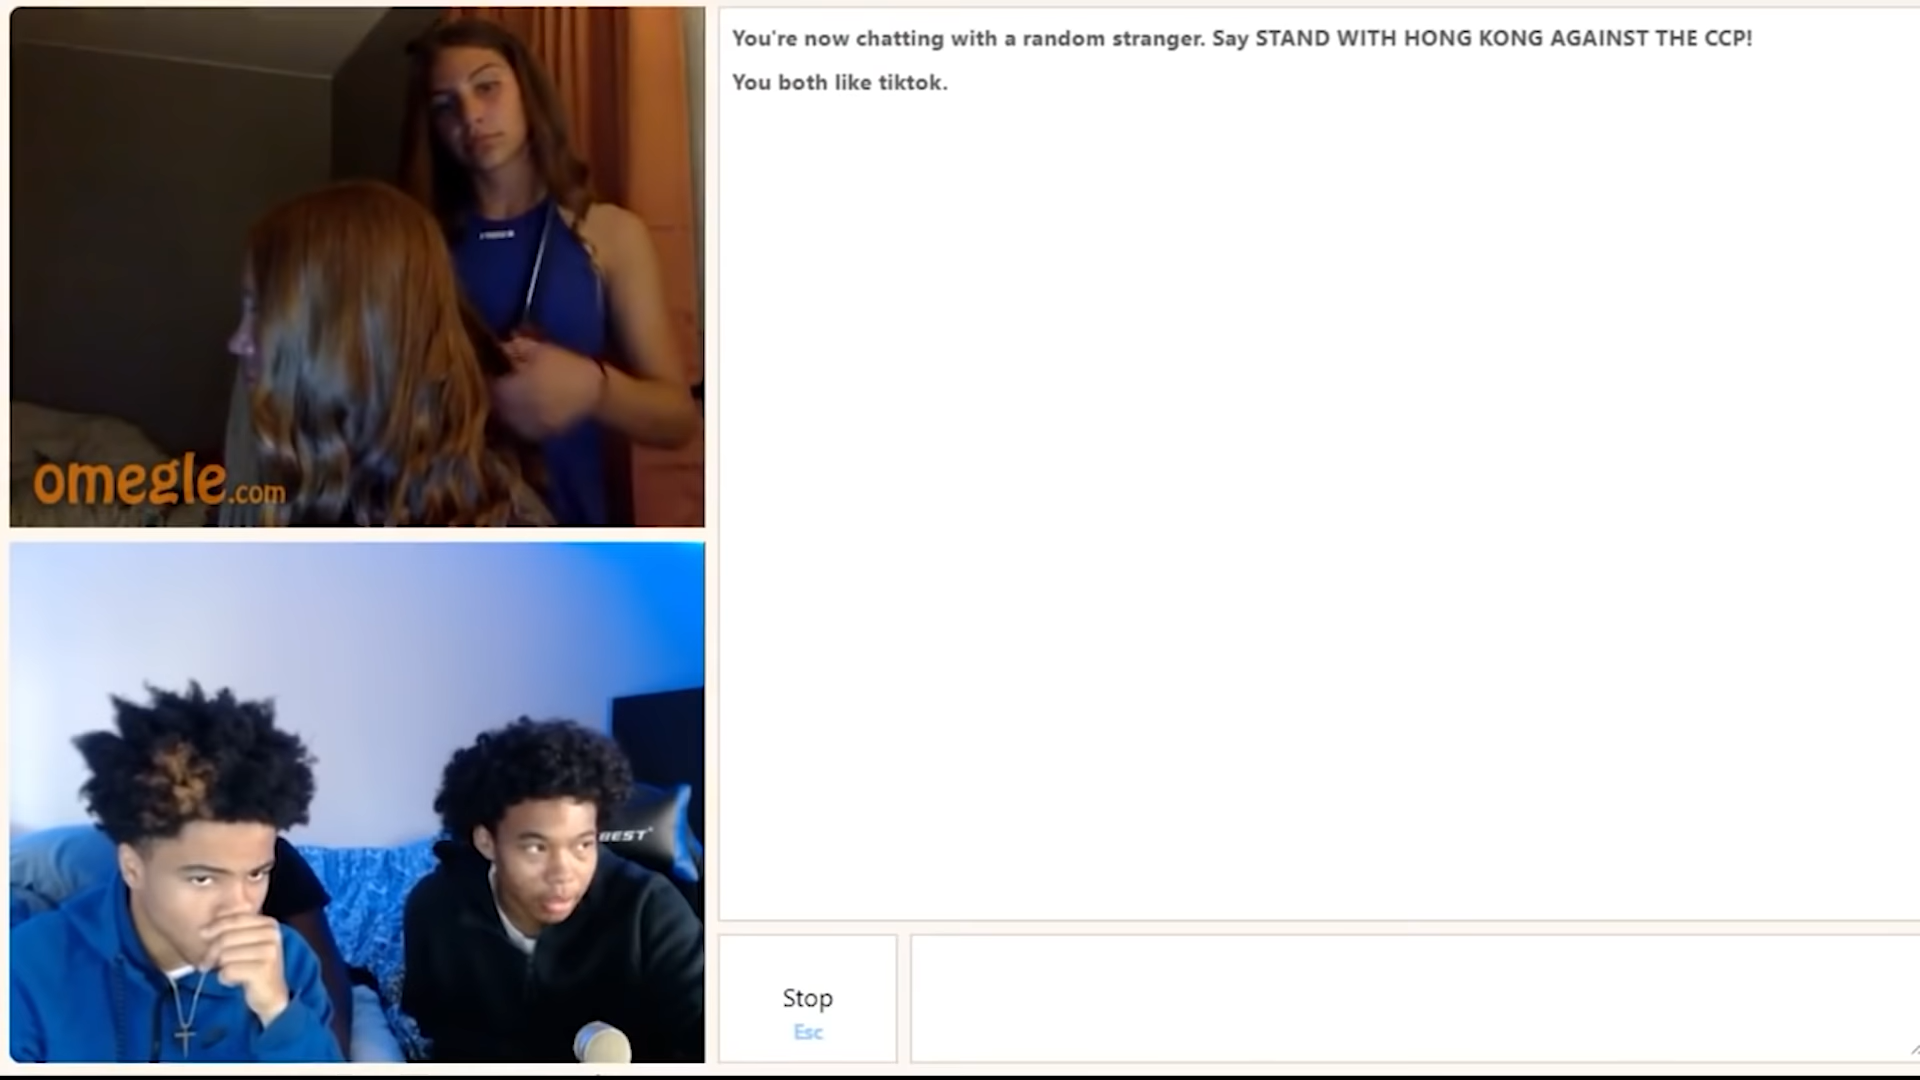 You're now chatting with a random stranger. Say STAND WITH HONG KONG AGAINST THE CCP!
You both like tiktok.
omegle.com
BEST
Stop
Esc